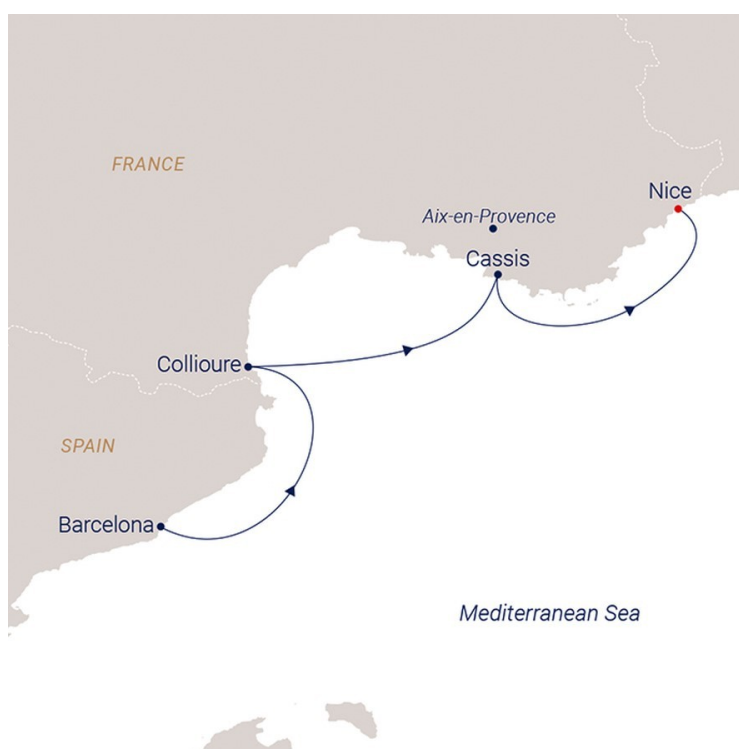 FRANCE
Nice
Aix-en-Provence
Cassis
Collioure
SPAIN
Barcelona
Mediterranean Sea